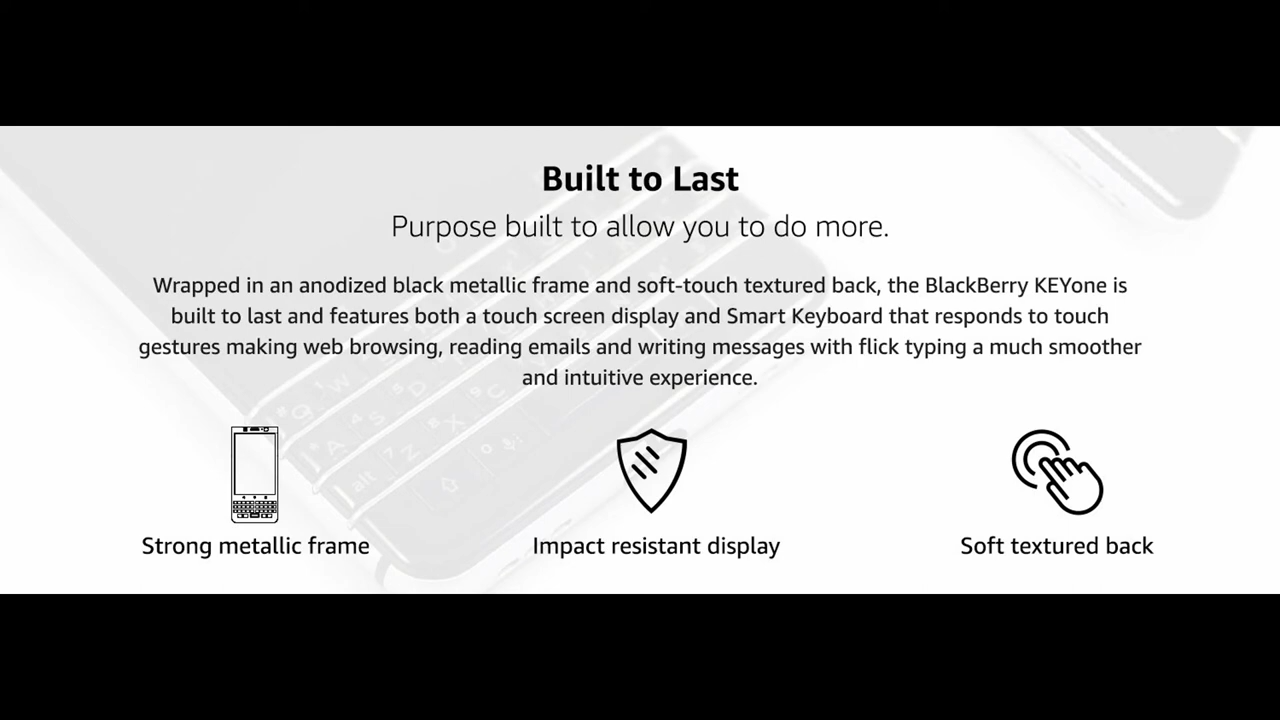 Built to Last
Purpose built to allow you to do more.
Wrapped in an anodized black metallic frame and soft-touch textured back, the BlackBerry KEYone is
built to last and features both a touch screen display and Smart Keyboard that responds to touch
gestures making web browsing, reading emails and writing messages with flick typing a much smoother
and intuitive experience.
Strong metallic frame
Impact resistant display
Soft textured back